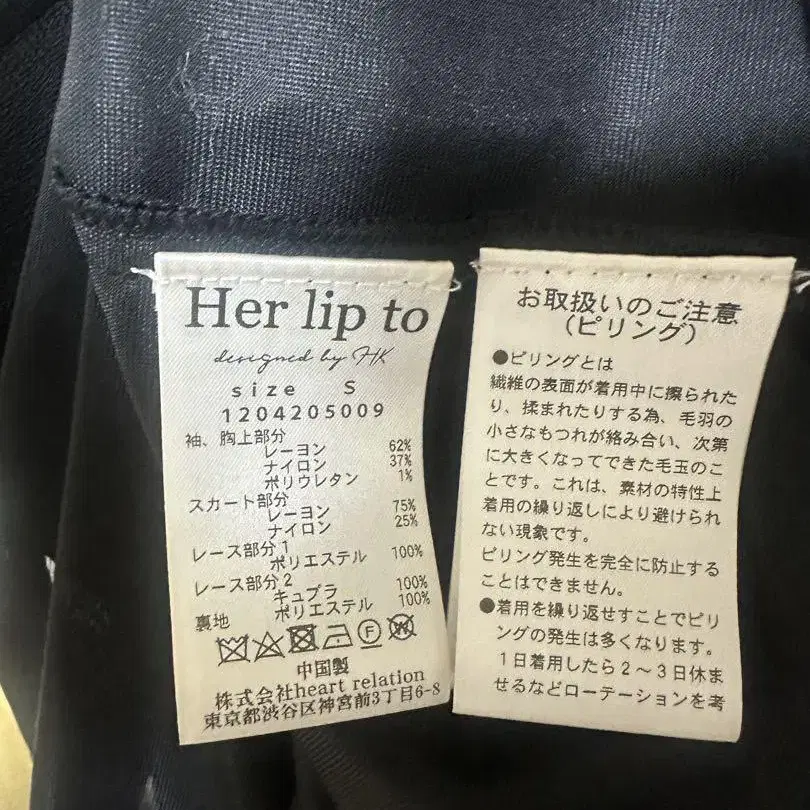 Her lip to
designed by HK
size S
1204205009
袖、胸上部分
レーヨン 62%
ナイロン 37%
ポリウレタン 1%
スカート部分
レーヨン 75%
ナイロン 25%
レース部分1
ポリエステル 100%
レース部分2
キュプラ 100%
裏地 ポリエステル 100%
中国製
株式会社heart relation
東京都渋谷区神宮前3丁目6-8
お取扱いのご注意
(ピリング)
●ピリングとは
繊維の表面が着用中に擦られた
り、揉まれたりする為、毛羽の
小さなもつれが絡み合い、次第
に大きくなってできた毛玉のこ
とです。これは、素材の特性上
着用の繰り返しにより避けられ
ない現象です。
ピリング発生を完全に防止する
ことはできません。
●着用を繰り返せすことでピリ
ングの発生は多くなります。
1日着用したら2～3日休ま
せるなどローテーションを考